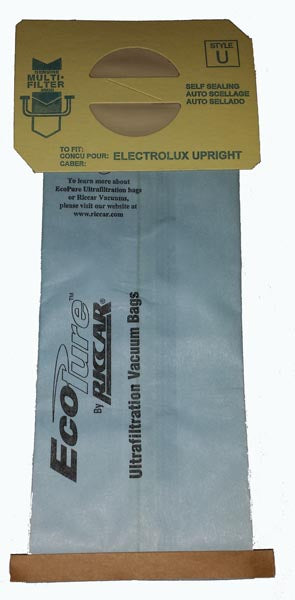 GENUINE
MULTI-
FILTER
STYLE
U
SELF SEALING
AUTO SCELLAGE
AUTO SELLADO
TO FIT:
CONCU POUR: ELECTROLUX UPRIGHT
CABER:
To learn more about
EcoPure Ultrafiltration bags
or Riccar Vacuums,
please visit our website at
www.riccar.com
EcoPure™
By RICCAR®
Ultrafiltration Vacuum Bags